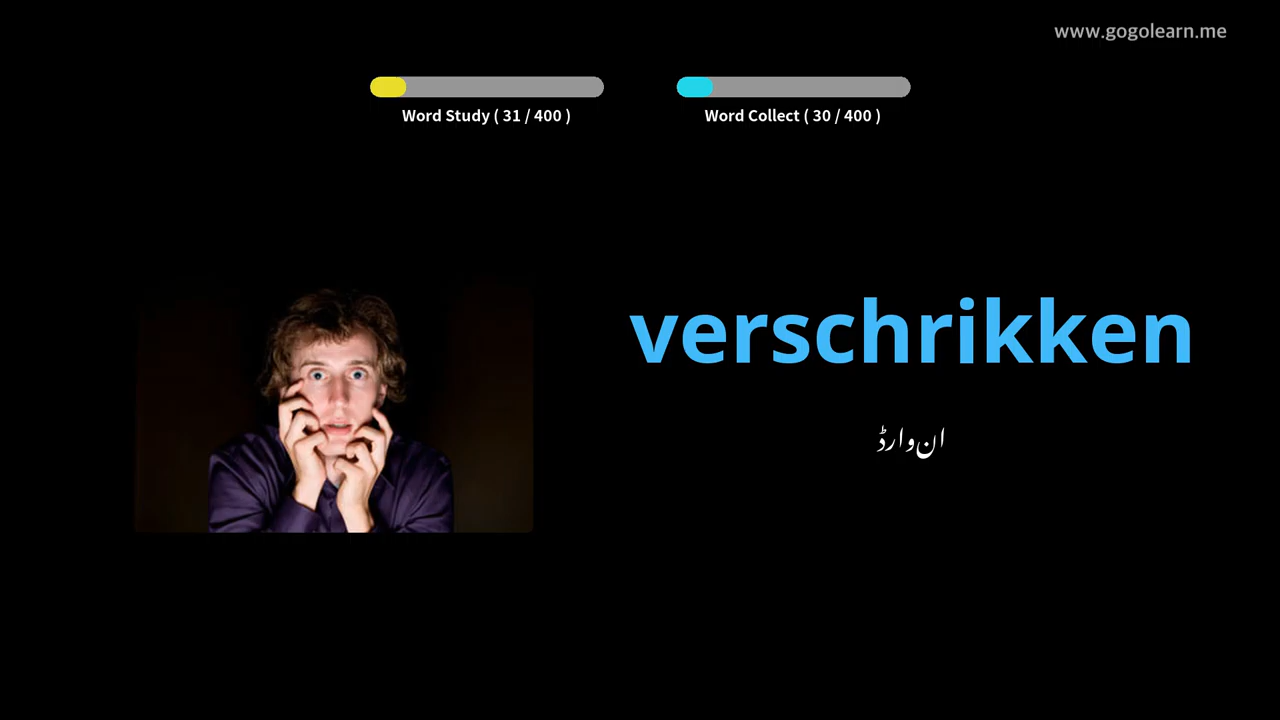 www.gogolearn.me
Word Study ( 31 / 400 )
Word Collect ( 30 / 400 )
verschrikken
ان‌وارڈ